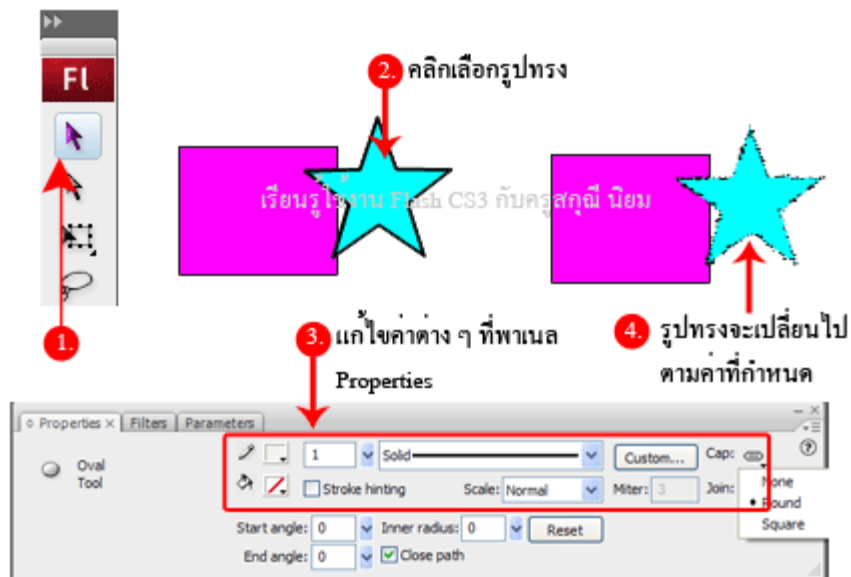 Fl
2. คลิกเลือกรูปทรง
เรียนรู้ใช้งาน Flash CS3 กับครูสกุณี นิยม
1.
3. แก้ไขค่าต่าง ๆ ที่พาเนล
Properties
4. รูปทรงจะเปลี่ยนไป
ตามค่าที่กำหนด
Properties × Filters Parameters
Oval
Tool
1 Solid Custom... Cap:
Stroke hinting Scale: Normal Miter: 3 Join:
None
Round
Square
Start angle: 0 Inner radius: 0 Reset
End angle: 0 Close path